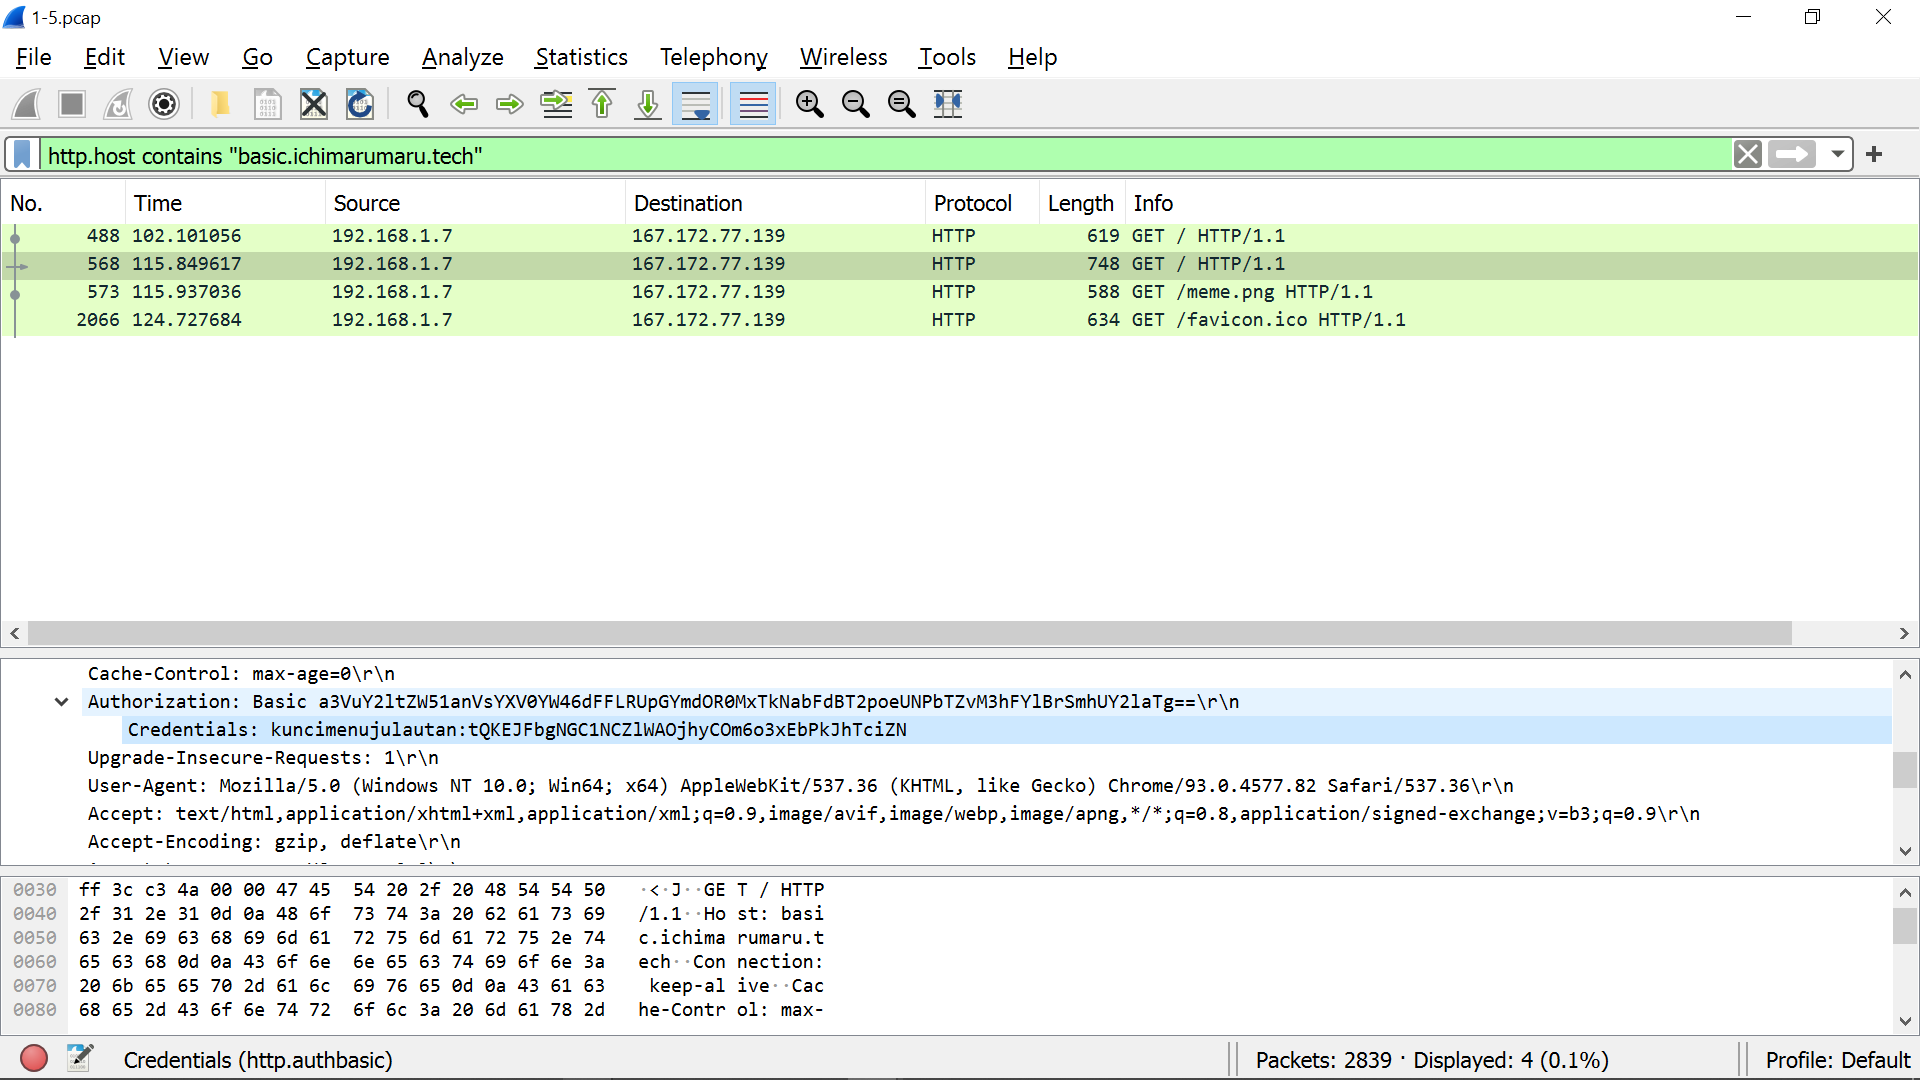 1-5.pcap
File Edit View Go Capture Analyze Statistics Telephony Wireless Tools Help
http.host contains "basic.ichimarumaru.tech"
No. Time Source Destination Protocol Length Info
488 102.101056 192.168.1.7 167.172.77.139 HTTP 619 GET / HTTP/1.1
568 115.849617 192.168.1.7 167.172.77.139 HTTP 748 GET / HTTP/1.1
573 115.937036 192.168.1.7 167.172.77.139 HTTP 588 GET /meme.png HTTP/1.1
2066 124.727684 192.168.1.7 167.172.77.139 HTTP 634 GET /favicon.ico HTTP/1.1
Cache-Control: max-age=0\r\n
Authorization: Basic a3VuY2ltZW51anVsYXV0YW46dFFLRUpGYmdOR0MxTkNabFdBT2poeUNPbTZvM3hFYlBrSmhUY2laTg==\r\n
Credentials: kuncimenujulautan:tQKEJFbgNGC1NCZlWAOjhyCOm6o3xEbPkJhTciZN
Upgrade-Insecure-Requests: 1\r\n
User-Agent: Mozilla/5.0 (Windows NT 10.0; Win64; x64) AppleWebKit/537.36 (KHTML, like Gecko) Chrome/93.0.4577.82 Safari/537.36\r\n
Accept: text/html,application/xhtml+xml,application/xml;q=0.9,image/avif,image/webp,image/apng,*/*;q=0.8,application/signed-exchange;v=b3;q=0.9\r\n
Accept-Encoding: gzip, deflate\r\n
0030 ff 3c c3 4a 00 00 47 45 54 20 2f 20 48 54 54 50 ·<·J··GE T / HTTP
0040 2f 31 2e 31 0d 0a 48 6f 73 74 3a 20 62 61 73 69 /1.1··Ho st: basi
0050 63 2e 69 63 68 69 6d 61 72 75 6d 61 72 75 2e 74 c.ichima rumaru.t
0060 65 63 68 0d 0a 43 6f 6e 6e 65 63 74 69 6f 6e 3a ech··Con nection:
0070 20 6b 65 65 70 2d 61 6c 69 76 65 0d 0a 43 61 63 keep-al ive··Cac
0080 68 65 2d 43 6f 6e 74 72 6f 6c 3a 20 6d 61 78 2d he-Contr ol: max-
Credentials (http.authbasic) Packets: 2839 · Displayed: 4 (0.1%) Profile: Default